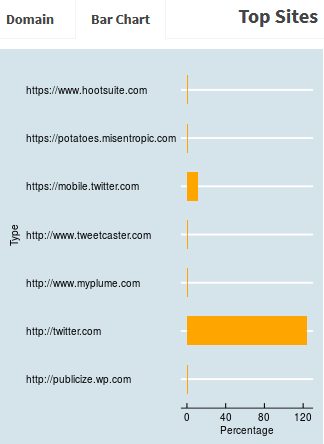 Domain
Bar Chart
Top Sites
https://www.hootsuite.com
https://potatoes.misentropic.com
https://mobile.twitter.com
http://www.tweetcaster.com
http://www.myplume.com
http://twitter.com
http://publicize.wp.com
Type
0 40 80 120
Percentage